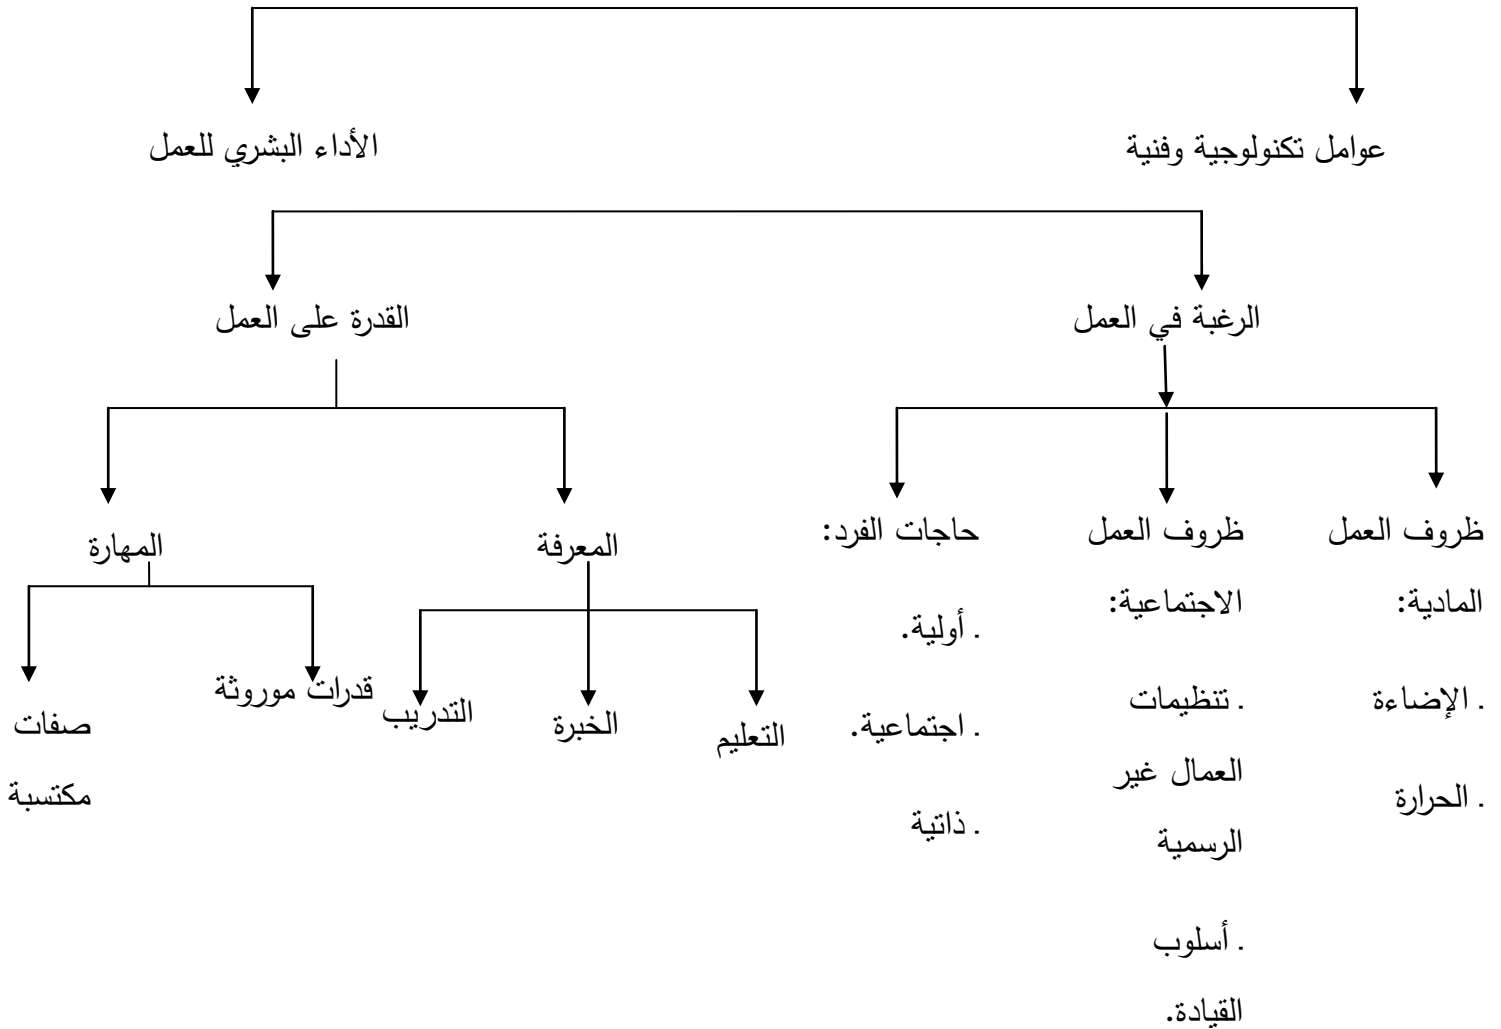 عوامل تكنولوجية وفنية
الأداء البشري للعمل
الرغبة في العمل
القدرة على العمل
ظروف العمل
المادية:
. الإضاءة
. الحرارة
ظروف العمل
الاجتماعية:
. تنظيمات
العمال غير
الرسمية
. أسلوب
القيادة.
حاجات الفرد:
. أولية.
. اجتماعية.
. ذاتية
المعرفة
المهارة
التعليم
الخبرة
التدريب
قدرات موروثة
صفات
مكتسبة